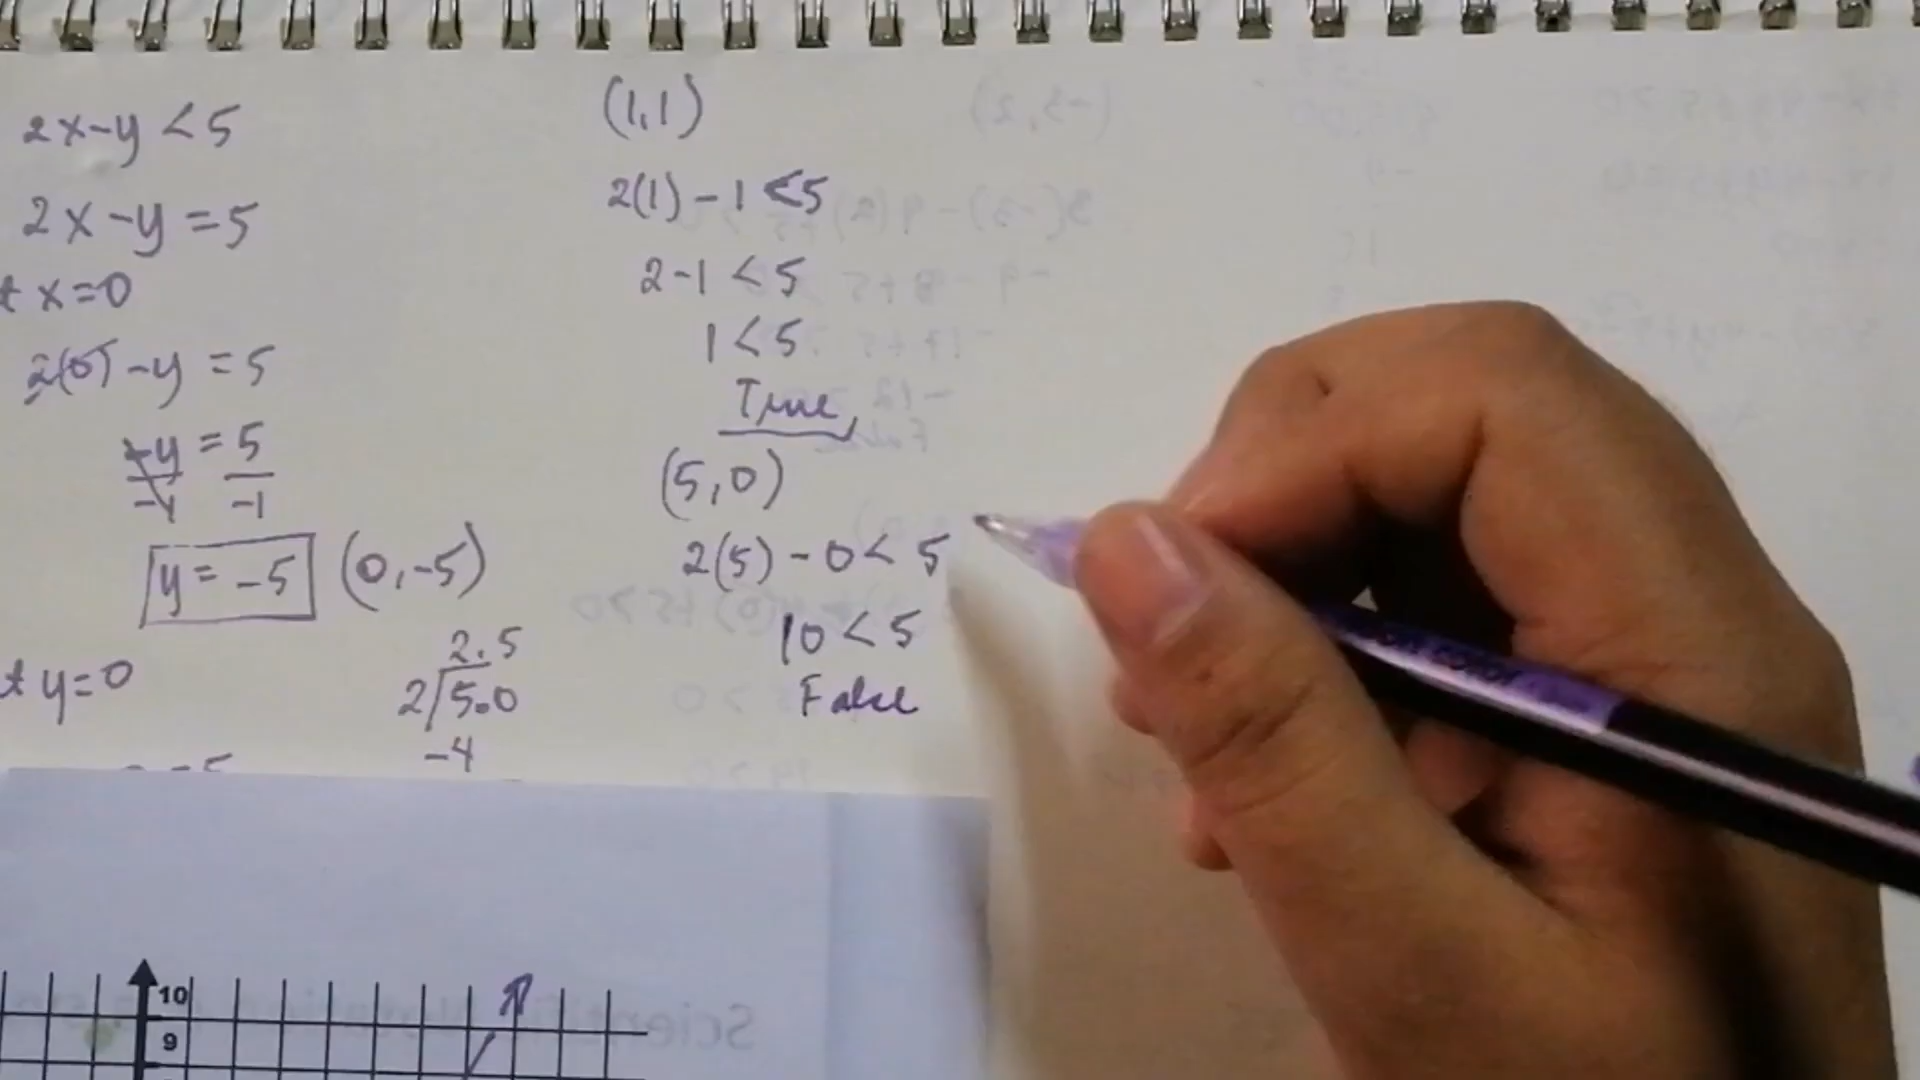 2x-y<5
2x-y=5
x=0
2(0)-y=5
-y=5
-1 -1
y=-5 (0,-5)
y=0
2.5
2 5.0
-4
(1,1)
2(1)-1<5
2-1<5
1<5
True
(5,0)
2(5)-0<5
10<5
False
10
9